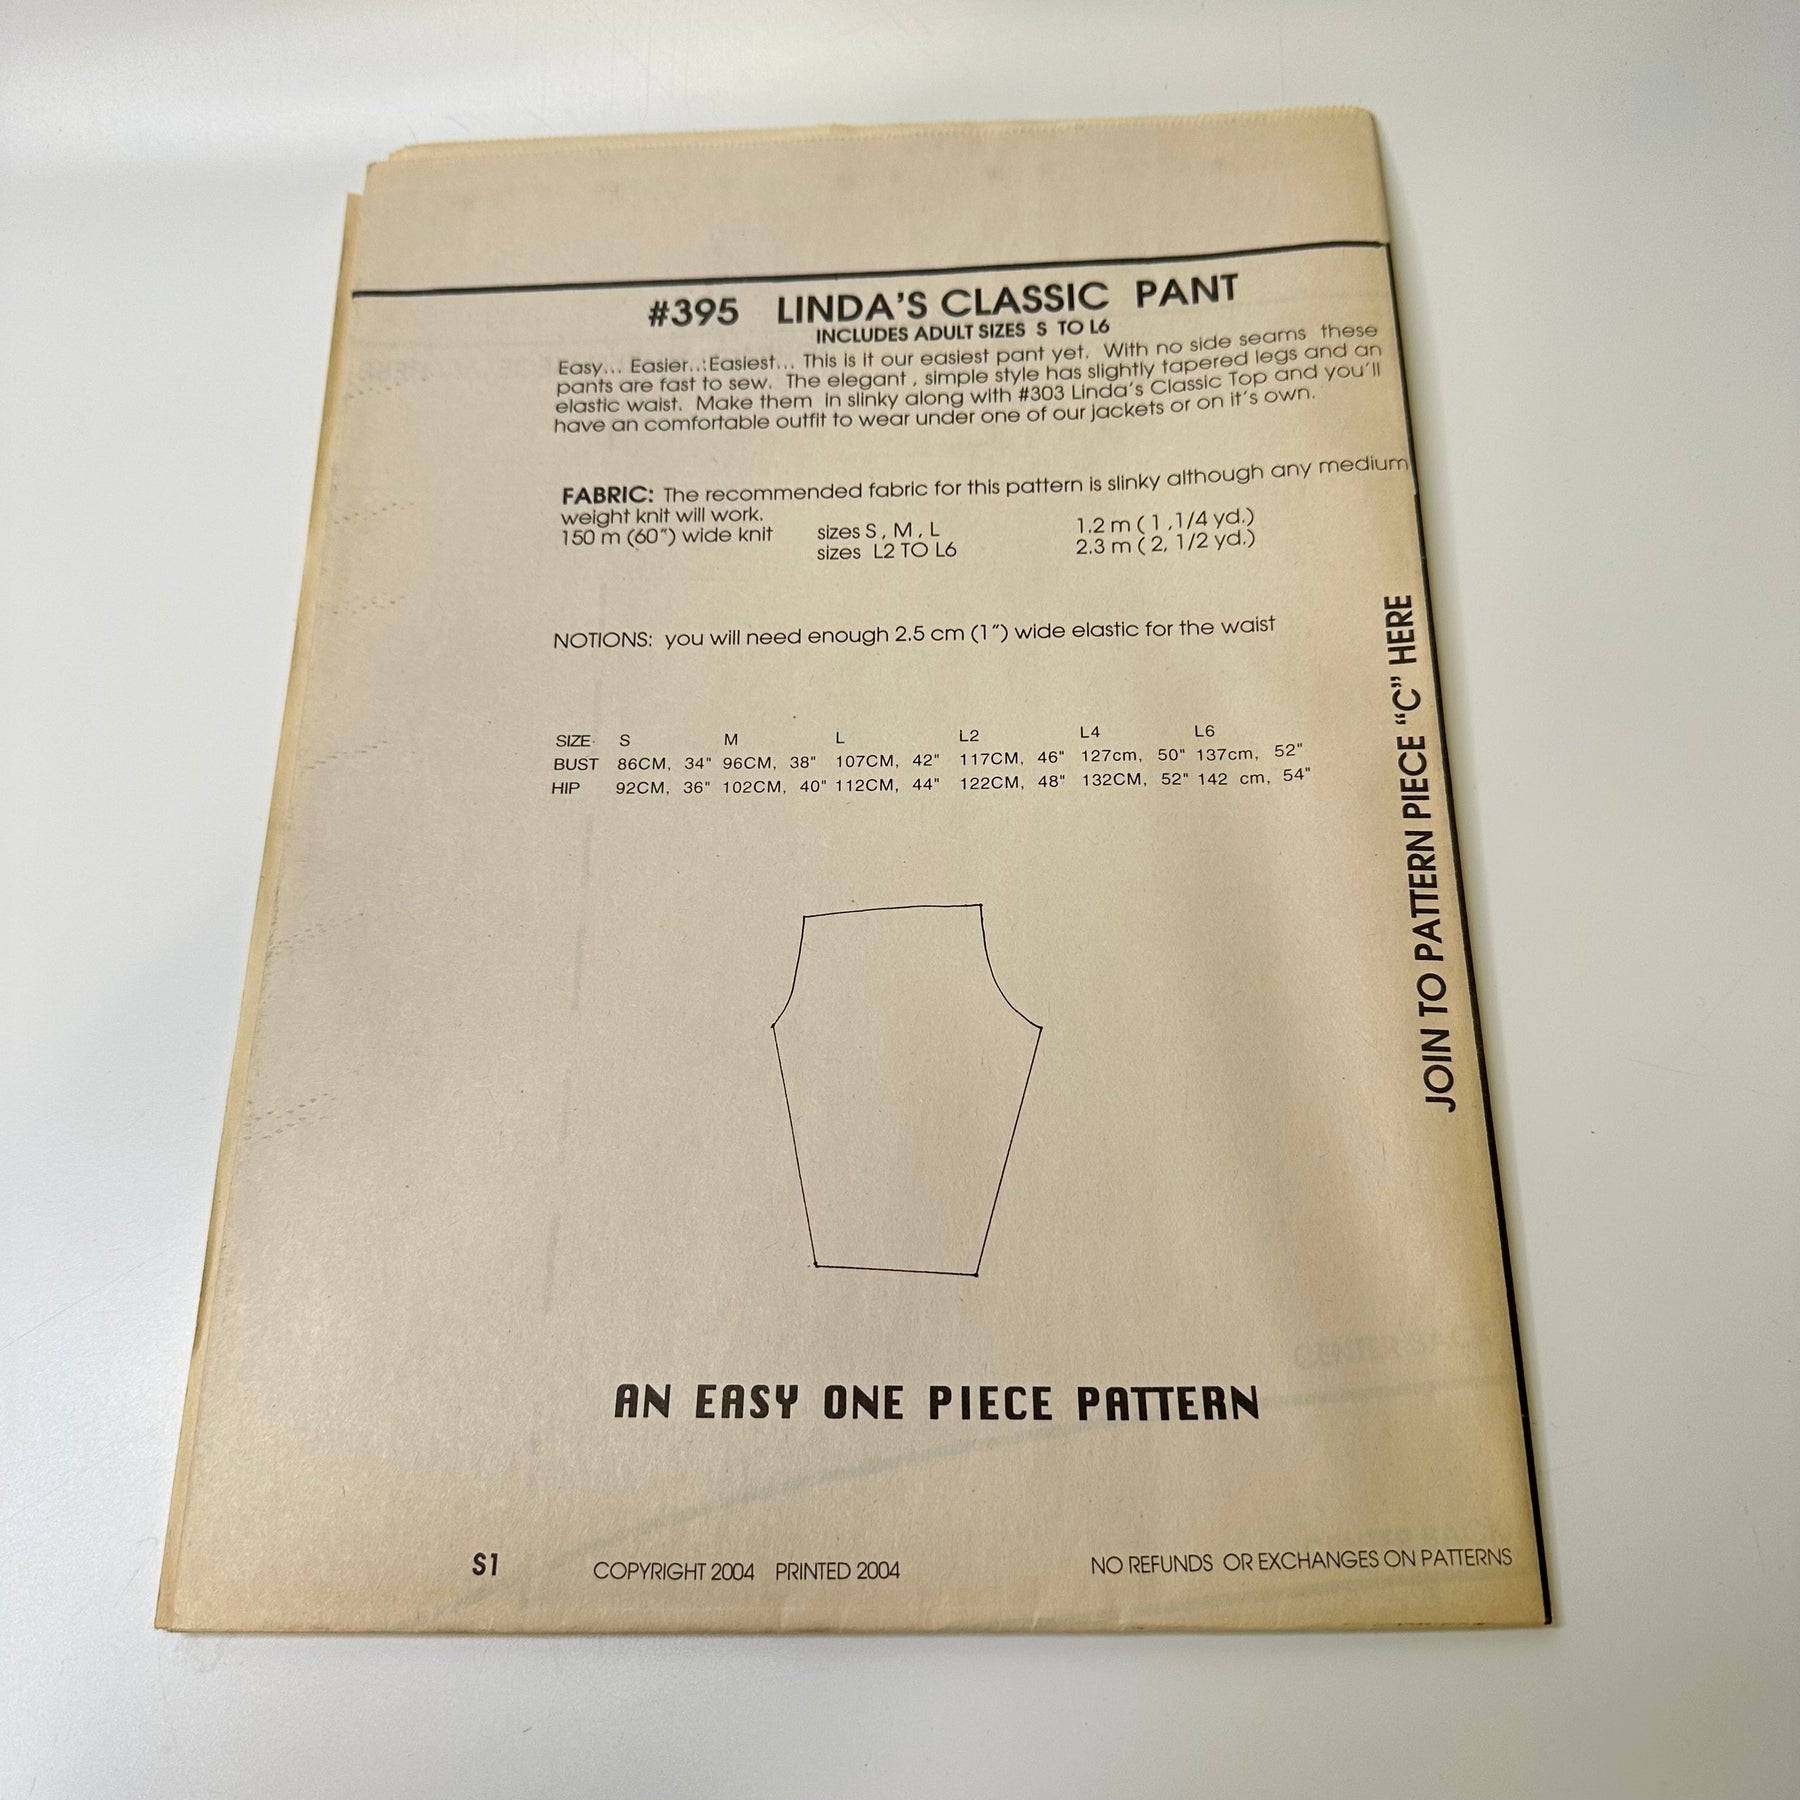 #395 LINDA'S CLASSIC PANT
INCLUDES ADULT SIZES S TO L6
Easy... Easier..:Easiest... This is it our easiest pant yet. With no side seams these
pants are fast to sew. The elegant , simple style has slightly tapered legs and an
elastic waist. Make them in slinky along with #303 Linda's Classic Top and you'll
have an comfortable outfit to wear under one of our jackets or on it's own.
FABRIC: The recommended fabric for this pattern is slinky although any medium
weight knit will work.
150 m (60") wide knit sizes S , M , L 1.2 m ( 1 ,1/4 yd.)
sizes L2 TO L6 2.3 m ( 2, 1/2 yd.)
NOTIONS: you will need enough 2.5 cm (1") wide elastic for the waist
SIZE S M L L2 L4 L6
BUST 86CM, 34" 96CM, 38" 107CM, 42" 117CM, 46" 127cm, 50" 137cm, 52"
HIP 92CM, 36" 102CM, 40" 112CM, 44" 122CM, 48" 132CM, 52" 142 cm, 54"
JOIN TO PATTERN PIECE "C" HERE
AN EASY ONE PIECE PATTERN
S1 COPYRIGHT 2004 PRINTED 2004 NO REFUNDS OR EXCHANGES ON PATTERNS